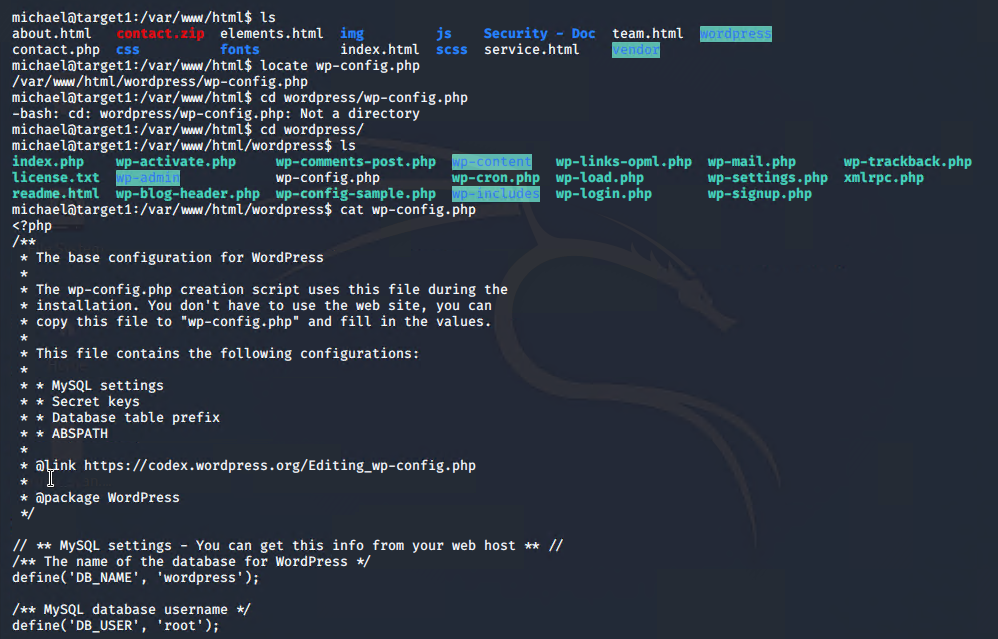 michael@target1:/var/www/html$ ls
about.html contact.zip elements.html img js Security - Doc team.html wordpress
contact.php css fonts index.html scss service.html vendor
michael@target1:/var/www/html$ locate wp-config.php
/var/www/html/wordpress/wp-config.php
michael@target1:/var/www/html$ cd wordpress/wp-config.php
-bash: cd: wordpress/wp-config.php: Not a directory
michael@target1:/var/www/html$ cd wordpress/
michael@target1:/var/www/html/wordpress$ ls
index.php wp-activate.php wp-comments-post.php wp-content wp-links-opml.php wp-mail.php wp-trackback.php
license.txt wp-admin wp-config.php wp-cron.php wp-load.php wp-settings.php xmlrpc.php
readme.html wp-blog-header.php wp-config-sample.php wp-includes wp-login.php wp-signup.php
michael@target1:/var/www/html/wordpress$ cat wp-config.php
<?php
/**
 * The base configuration for WordPress
 *
 * The wp-config.php creation script uses this file during the
 * installation. You don't have to use the web site, you can
 * copy this file to "wp-config.php" and fill in the values.
 *
 * This file contains the following configurations:
 *
 * * MySQL settings
 * * Secret keys
 * * Database table prefix
 * * ABSPATH
 *
 * @link https://codex.wordpress.org/Editing_wp-config.php
 *
 * @package WordPress
 */
// ** MySQL settings - You can get this info from your web host ** //
/** The name of the database for WordPress */
define('DB_NAME', 'wordpress');
/** MySQL database username */
define('DB_USER', 'root');